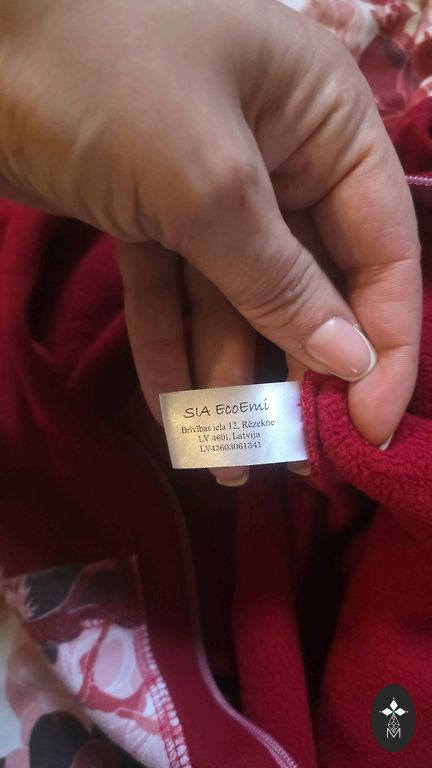 SIA EcoEmi
Brīvības iela 12, Rēzekne
LV 4601, Latvija
LV43603061341